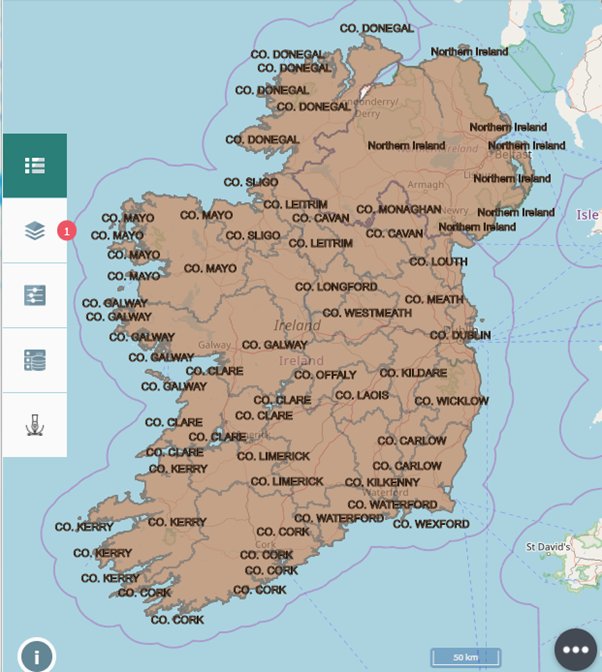 CO. DONEGAL
Northern Ireland
CO. DONEGAL
CO. DONEGAL
CO. DONEGAL
CO. DONEGAL
Derry
Northern Ireland
CO. DONEGAL
Northern Ireland
Northern Ireland
Belfast
CO. SLIGO
Northern Ireland
Armagh
CO. LEITRIM
CO. MONAGHAN
Newry
Northern Ireland
CO. MAYO
CO. MAYO
CO. CAVAN
Northern Ireland
Isle
1
CO. MAYO
CO. SLIGO
CO. LEITRIM
CO. CAVAN
CO. MAYO
CO. LOUTH
CO. MAYO
CO. MAYO
CO. LONGFORD
CO. GALWAY
CO. MEATH
CO. GALWAY
CO. WESTMEATH
Ireland
CO. GALWAY
CO. DUBLIN
Galway
CO. GALWAY
CO. GALWAY
Ireland
CO. CLARE
CO. OFFALY
CO. KILDARE
CO. GALWAY
CO. CLARE
CO. LAOIS
CO. WICKLOW
CO. CLARE
CO. CLARE
CO. CLARE
CO. CARLOW
CO. CLARE
CO. LIMERICK
CO. KERRY
CO. CARLOW
CO. LIMERICK
CO. KILKENNY
Waterford
CO. WATERFORD
CO. KERRY
CO. KERRY
CO. WATERFORD
CO. WEXFORD
CO. CORK
Cork
CO. KERRY
CO. CORK
St David's
CO. CORK
CO. KERRY
CO. CORK
CO. CORK
CO. CORK
50 km
i